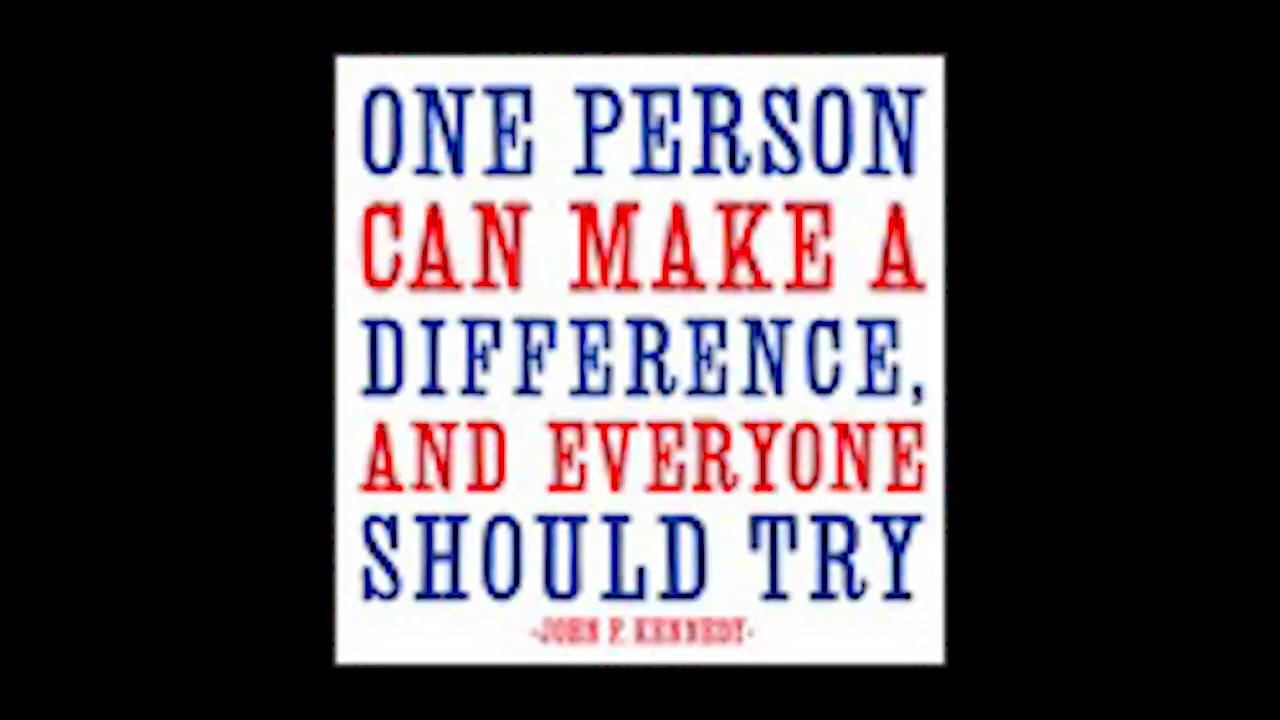 ONE PERSON
CAN MAKE A
DIFFERENCE,
AND EVERYONE
SHOULD TRY
-JOHN F. KENNEDY-